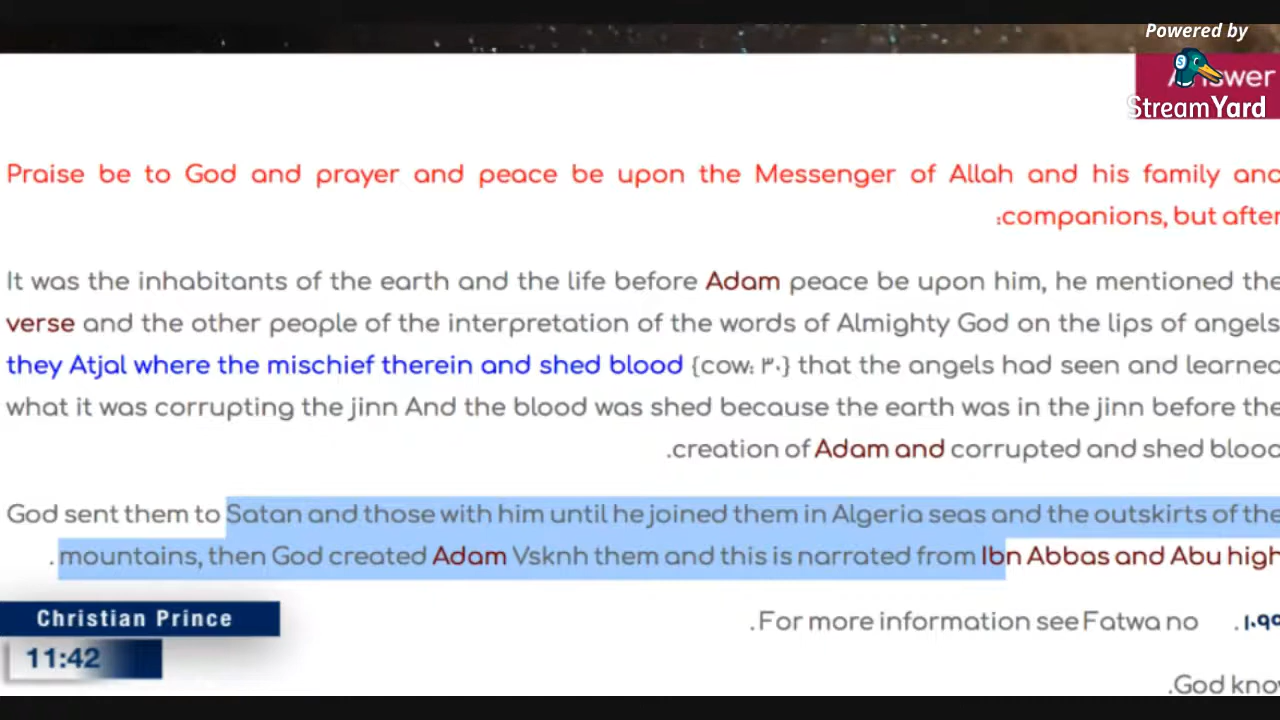 Powered by
StreamYard
Answer
Praise be to God and prayer and peace be upon the Messenger of Allah and his family and
:companions, but after
It was the inhabitants of the earth and the life before Adam peace be upon him, he mentioned the
verse and the other people of the interpretation of the words of Almighty God on the lips of angels
they Atjal where the mischief therein and shed blood {cow: ٣٠} that the angels had seen and learned
what it was corrupting the jinn And the blood was shed because the earth was in the jinn before the
.creation of Adam and corrupted and shed blood
God sent them to Satan and those with him until he joined them in Algeria seas and the outskirts of the
. mountains, then God created Adam Vsknh them and this is narrated from Ibn Abbas and Abu high
.For more information see Fatwa no .
.God
Christian Prince
11:42